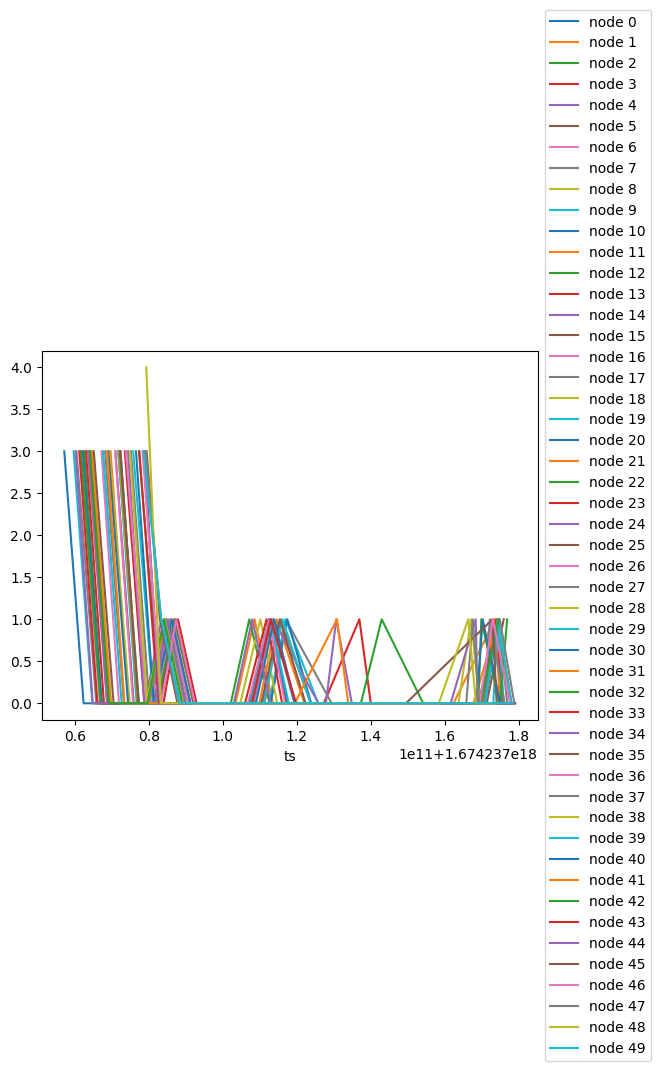 node 0
node 1
node 2
node 3
node 4
node 5
node 6
node 7
node 8
node 9
node 10
node 11
node 12
node 13
node 14
node 15
node 16
node 17
node 18
node 19
node 20
node 21
node 22
node 23
node 24
node 25
node 26
node 27
node 28
node 29
node 30
node 31
node 32
node 33
node 34
node 35
node 36
node 37
node 38
node 39
node 40
node 41
node 42
node 43
node 44
node 45
node 46
node 47
node 48
node 49
4.0
3.5
3.0
2.5
2.0
1.5
1.0
0.5
0.0
0.6 0.8 1.0 1.2 1.4 1.6 1.8
ts
1e11+1.674237e18